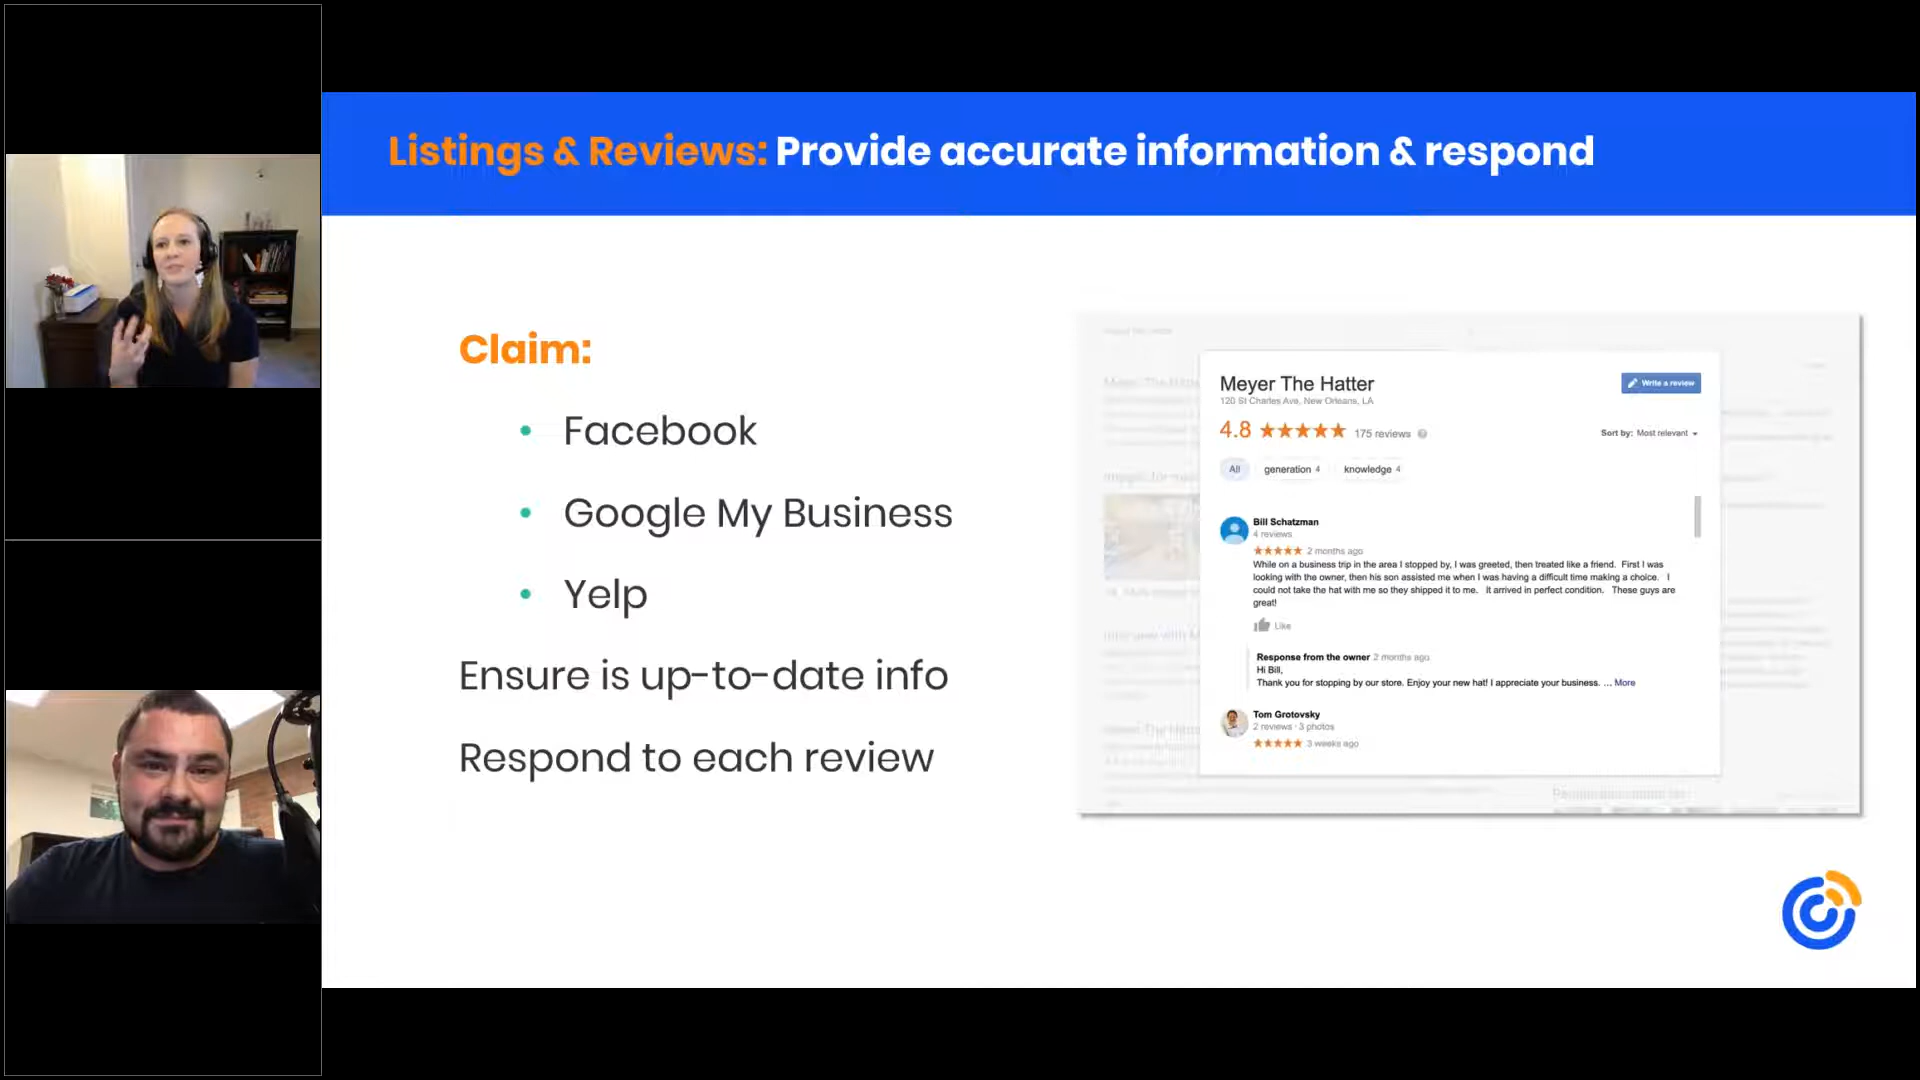 Listings & Reviews: Provide accurate information & respond
Claim:
• Facebook
• Google My Business
• Yelp
Ensure is up-to-date info
Respond to each review
Meyer The Hatter
Write a review
120 St Charles Ave, New Orleans, LA
4.8 ★★★★★ 175 reviews
Sort by: Most relevant
All generation 4 knowledge 4
Bill Schatzman
4 reviews
★★★★★ 2 months ago
While on a business trip in the area I stopped by, I was greeted, then treated like a friend. First I was
looking with the owner, then his son assisted me when I was having a difficult time making a choice. I
could not take the hat with me so they shipped it to me. It arrived in perfect condition. These guys are
great!
Like
Response from the owner 2 months ago
Hi Bill,
Thank you for stopping by our store. Enjoy your new hat! I appreciate your business. ... More
Tom Grotovsky
2 reviews · 3 photos
★★★★★ 3 weeks ago